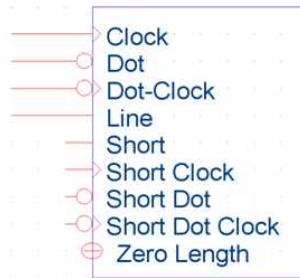 Clock
Dot
Dot-Clock
Line
Short
Short Clock
Short Dot
Short Dot Clock
Zero Length